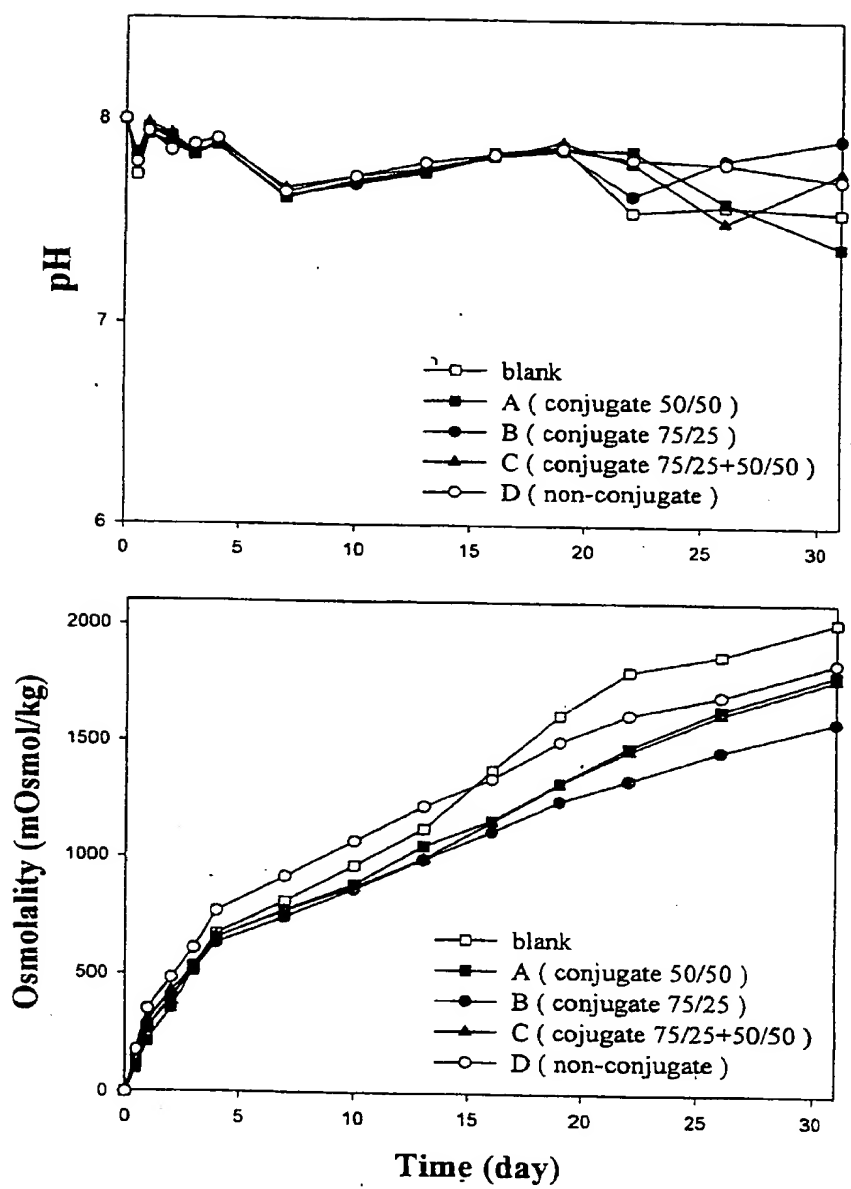 8
7
6
pH
blank
A ( conjugate 50/50 )
B ( conjugate 75/25 )
C ( conjugate 75/25+50/50 )
D ( non-conjugate )
0 5 10 15 20 25 30
2000
1500
1000
500
0
Osmolality (mOsmol/kg)
blank
A ( conjugate 50/50 )
B ( conjugate 75/25 )
C ( cojugate 75/25+50/50 )
D ( non-conjugate )
0 5 10 15 20 25 30
Time (day)